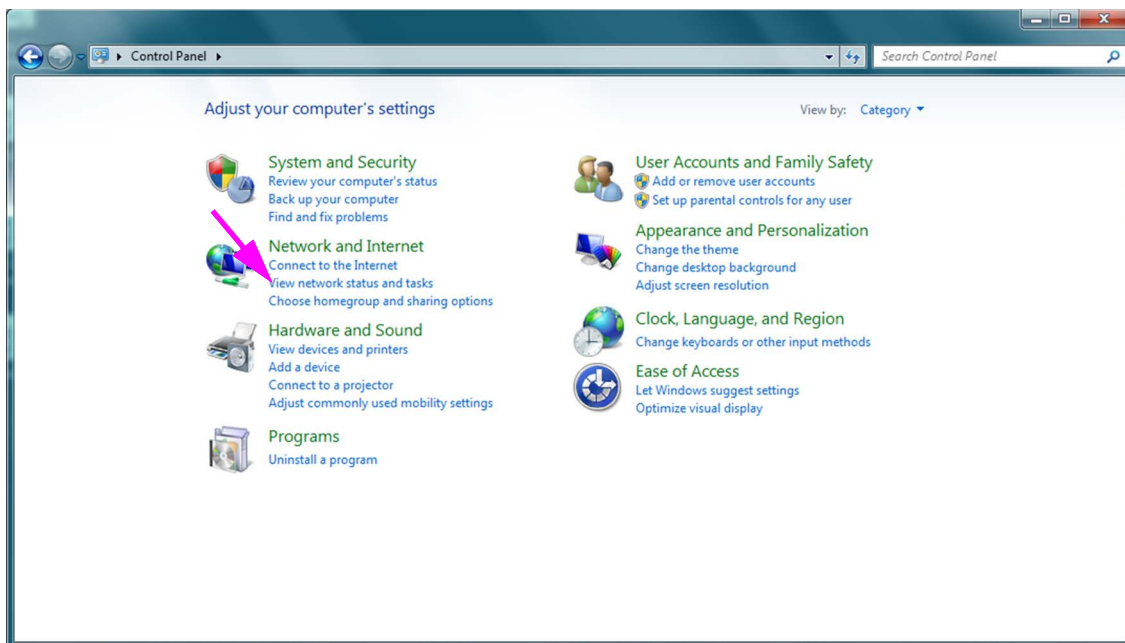 Control Panel
Search Control Panel
Adjust your computer's settings
View by: Category
System and Security
Review your computer's status
Back up your computer
Find and fix problems
Network and Internet
Connect to the Internet
View network status and tasks
Choose homegroup and sharing options
Hardware and Sound
View devices and printers
Add a device
Connect to a projector
Adjust commonly used mobility settings
Programs
Uninstall a program
User Accounts and Family Safety
Add or remove user accounts
Set up parental controls for any user
Appearance and Personalization
Change the theme
Change desktop background
Adjust screen resolution
Clock, Language, and Region
Change keyboards or other input methods
Ease of Access
Let Windows suggest settings
Optimize visual display